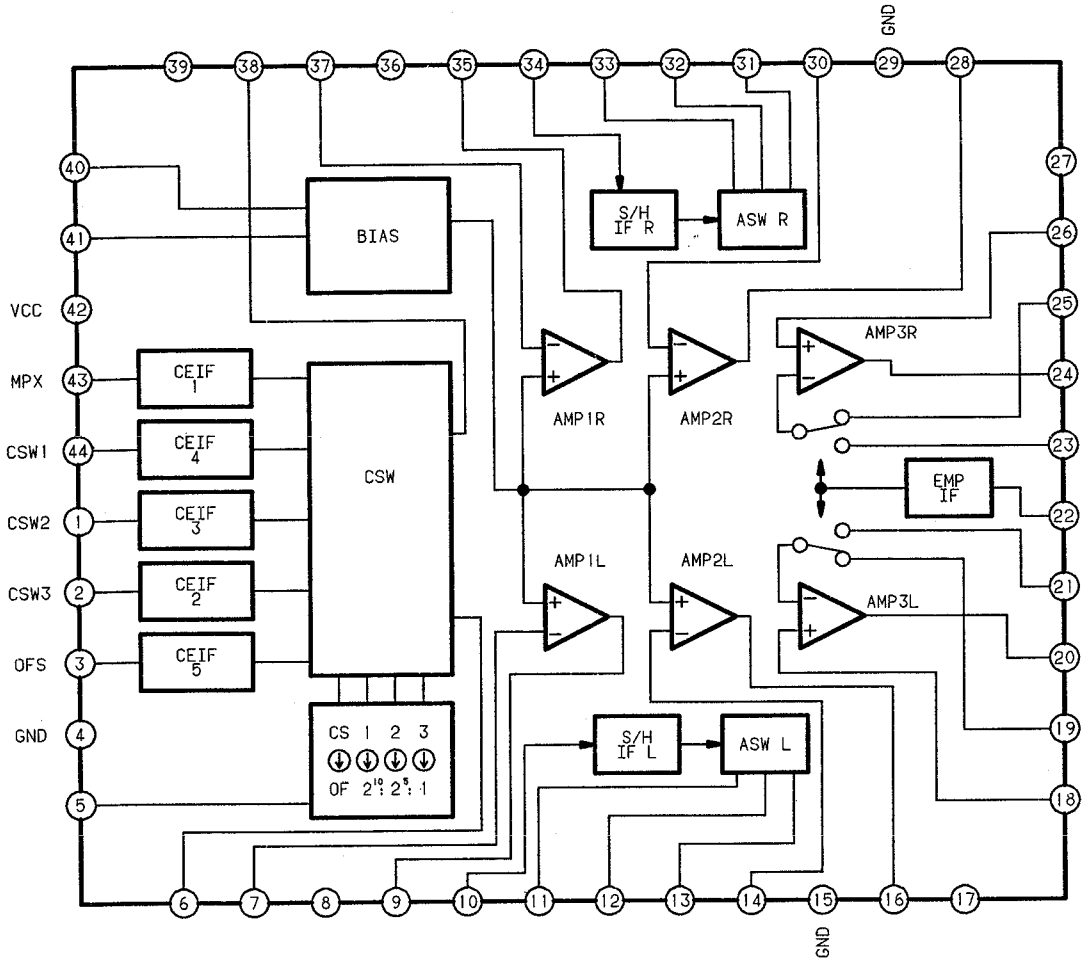 GND
39 38 37 36 35 34 33 32 31 30 29 28
40
27
S/H
IF R
ASW R
BIAS
41
26
VCC
42
25
AMP3R
MPX
43
CEIF
1
−
+
−
+
+
−
24
CSW1
44
CEIF
4
AMP1R
AMP2R
23
CSW
EMP
IF
CSW2
1
CEIF
3
22
AMP1L
AMP2L
CSW3
2
CEIF
2
21
+
−
+
−
−
+
AMP3L
OFS
3
CEIF
5
20
GND
4
CS 1 2 3
S/H
IF L
ASW L
19
OF 2¹⁰: 2⁵: 1
5
18
6 7 8 9 10 11 12 13 14 15 16 17
GND